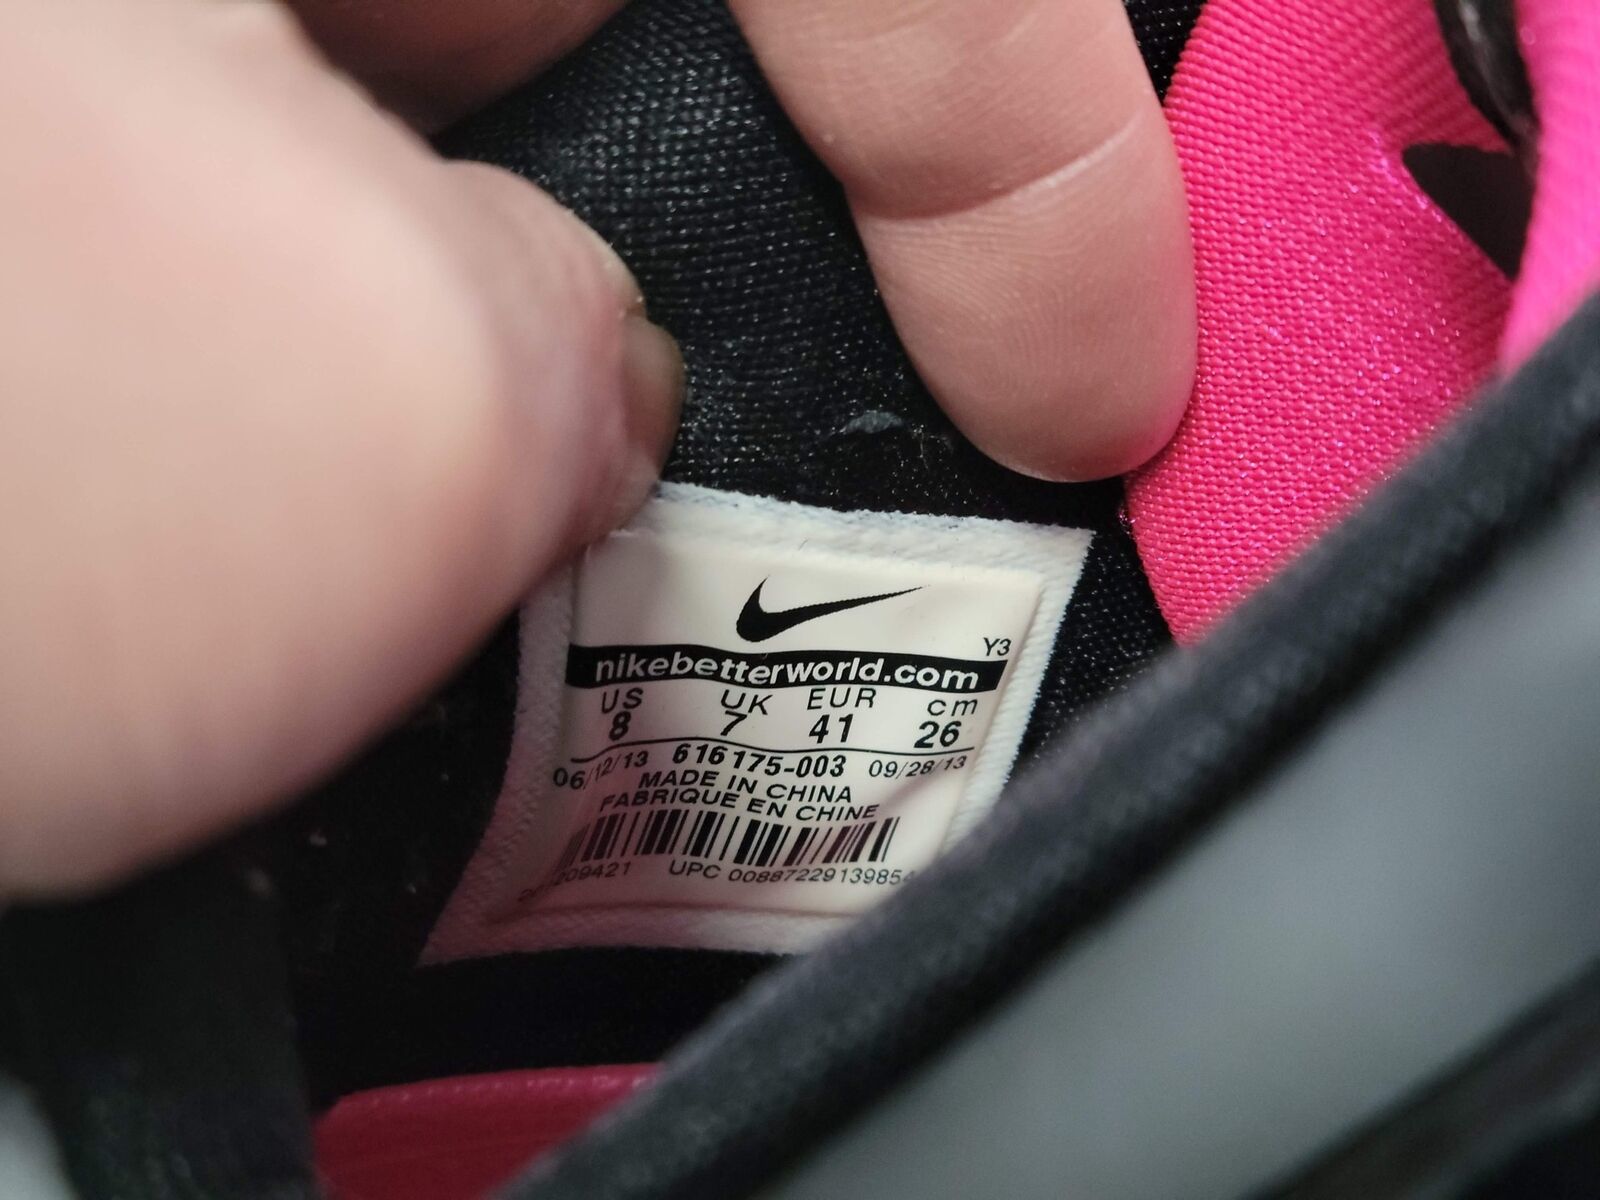 Y3
nikebetterworld.com
US UK EUR cm
8 7 41 26
06/12/13 616175-003 09/28/13
MADE IN CHINA
FABRIQUE EN CHINE
UPC 00887229139854